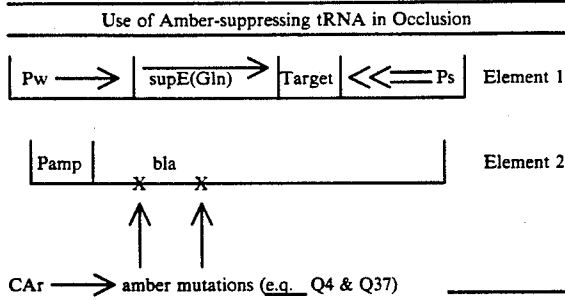 Use of Amber-suppressing tRNA in Occlusion
Pw supE(Gln) Target Ps Element 1
Pamp bla Element 2
X X
CAr amber mutations (e.q. Q4 & Q37)